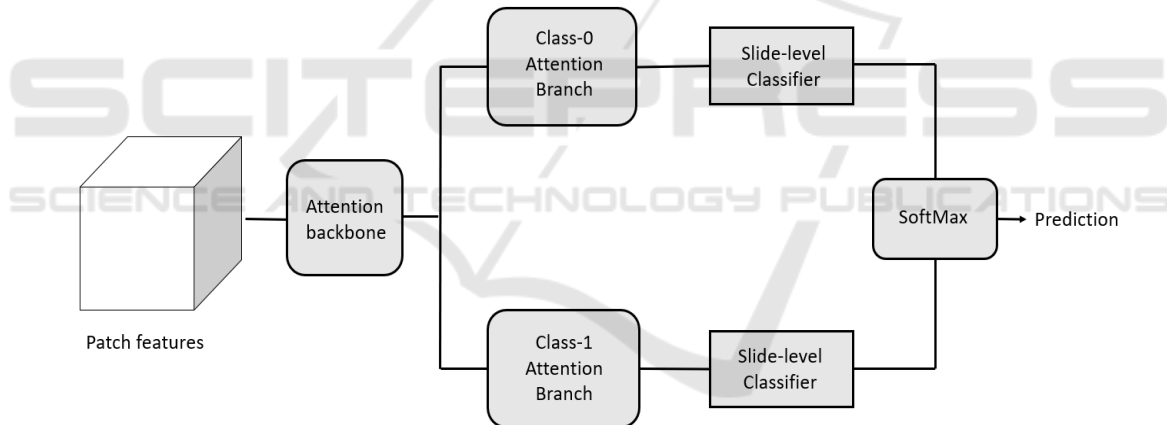 SCITEPRESS
SCIENCE AND TECHNOLOGY PUBLICATIONS
Patch features
Attention
backbone
Class-0
Attention
Branch
Slide-level
Classifier
Class-1
Attention
Branch
Slide-level
Classifier
SoftMax
Prediction